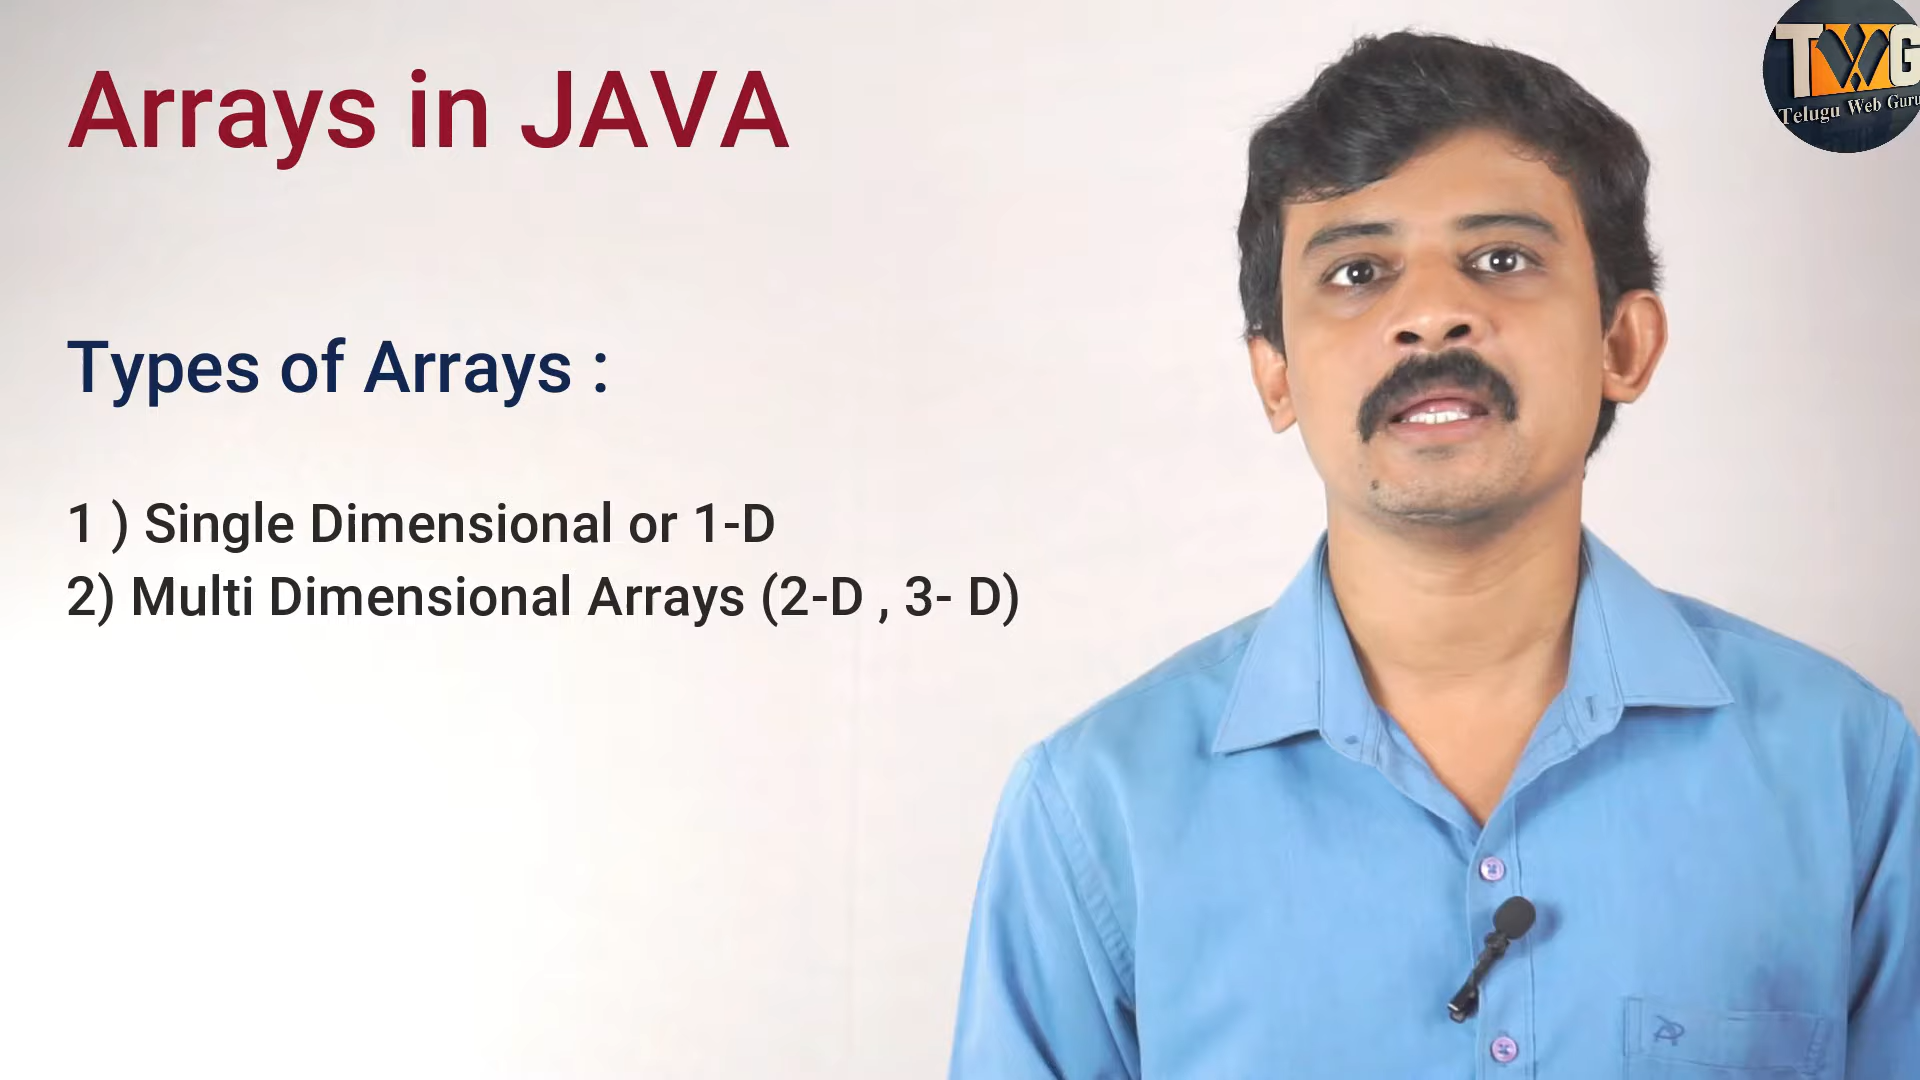 Arrays in JAVA
TWG
Telugu Web Guru
Types of Arrays :
1 ) Single Dimensional or 1-D
2) Multi Dimensional Arrays (2-D , 3- D)